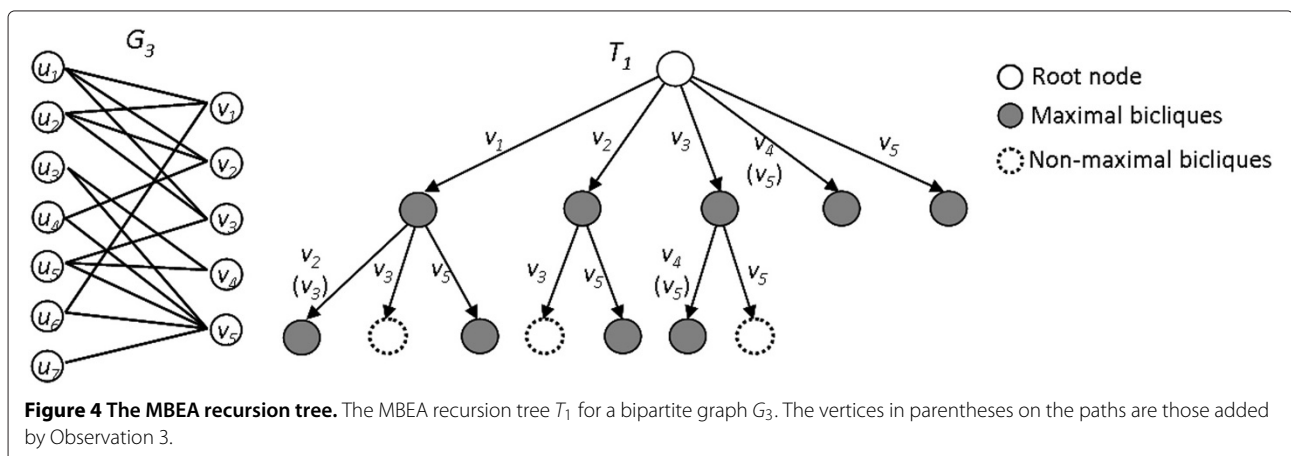 G3
T1
u1
u2
u3
u4
u5
u6
u7
v1
v2
v3
v4
v5
v1
v2
v3
v4
(v5)
v5
v2
(v3)
v3
v5
v3
v5
v4
(v5)
v5
Root node
Maximal bicliques
Non-maximal bicliques
Figure 4 The MBEA recursion tree. The MBEA recursion tree T1 for a bipartite graph G3. The vertices in parentheses on the paths are those added
by Observation 3.